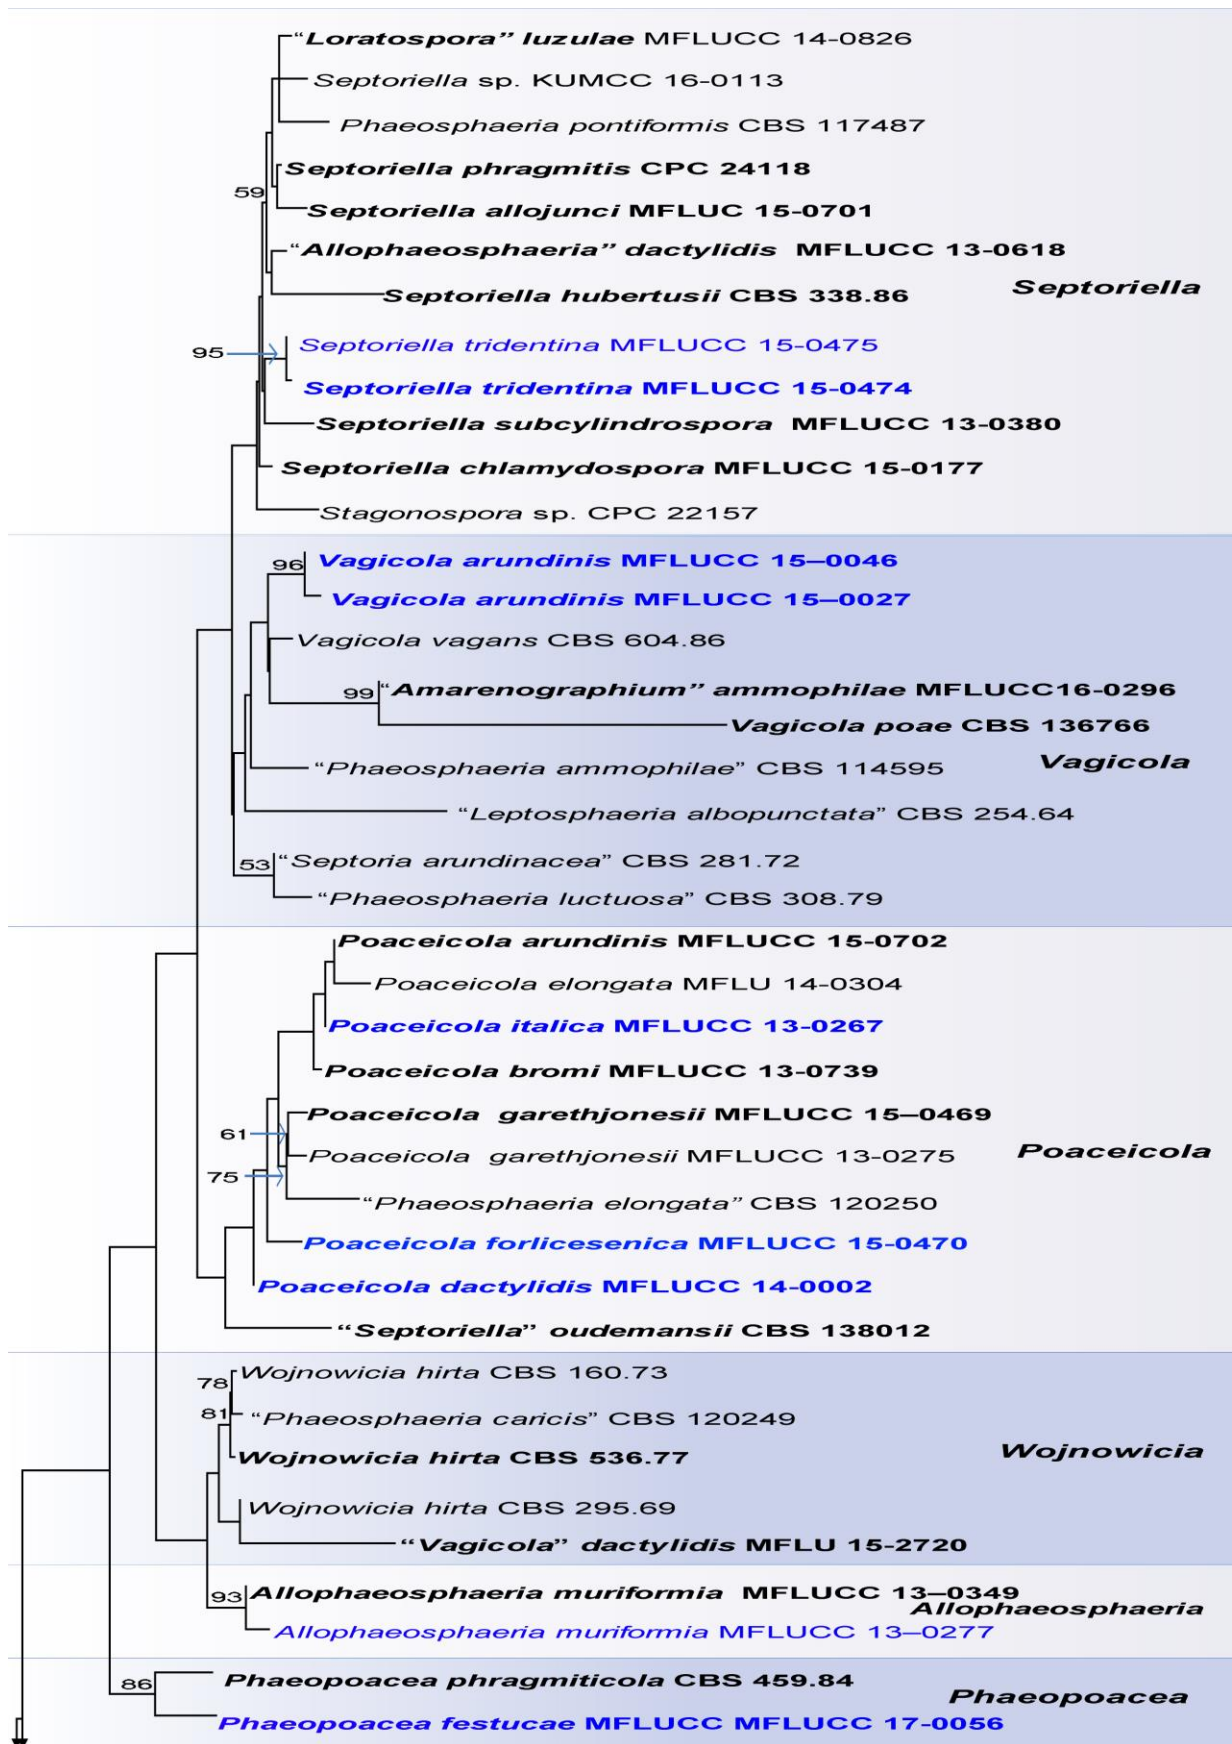 “Loratospora” luzulae MFLUCC 14-0826
Septoriella sp. KUMCC 16-0113
Phaeosphaeria pontiformis CBS 117487
Septoriella phragmitis CPC 24118
59
Septoriella allojunci MFLUC 15-0701
“Allophaeosphaeria” dactylidis MFLUCC 13-0618
Septoriella
Septoriella hubertusii CBS 338.86
Septoriella tridentina MFLUCC 15-0475
95
Septoriella tridentina MFLUCC 15-0474
Septoriella subcylindrospora MFLUCC 13-0380
Septoriella chlamydospora MFLUCC 15-0177
Stagonospora sp. CPC 22157
96
Vagicola arundinis MFLUCC 15–0046
Vagicola arundinis MFLUCC 15–0027
Vagicola vagans CBS 604.86
99
“Amarenographium” ammophilae MFLUCC16-0296
Vagicola poae CBS 136766
Vagicola
“Phaeosphaeria ammophilae” CBS 114595
“Leptosphaeria albopunctata” CBS 254.64
53
“Septoria arundinacea” CBS 281.72
“Phaeosphaeria luctuosa” CBS 308.79
Poaceicola arundinis MFLUCC 15-0702
Poaceicola elongata MFLU 14-0304
Poaceicola italica MFLUCC 13-0267
Poaceicola bromi MFLUCC 13-0739
Poaceicola garethjonesii MFLUCC 15–0469
61
Poaceicola garethjonesii MFLUCC 13-0275
Poaceicola
75
“Phaeosphaeria elongata” CBS 120250
Poaceicola forlicesenica MFLUCC 15-0470
Poaceicola dactylidis MFLUCC 14-0002
“Septoriella” oudemansii CBS 138012
Wojnowicia hirta CBS 160.73
78
81
“Phaeosphaeria caricis” CBS 120249
Wojnowicia hirta CBS 536.77
Wojnowicia
Wojnowicia hirta CBS 295.69
“Vagicola” dactylidis MFLU 15-2720
93
Allophaeosphaeria muriformia MFLUCC 13–0349
Allophaeosphaeria
Allophaeosphaeria muriformia MFLUCC 13–0277
86
Phaeopoacea phragmiticola CBS 459.84
Phaeopoacea
Phaeopoacea festucae MFLUCC MFLUCC 17-0056